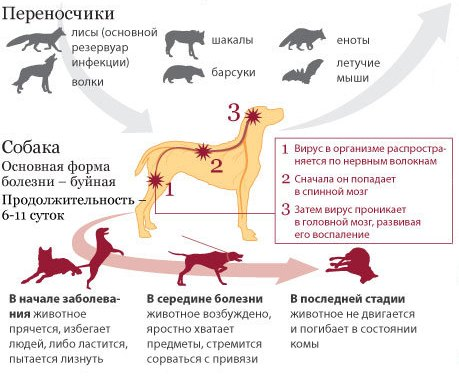 Переносчики
лисы (основной
резервуар
инфекции)
волки
шакалы
барсуки
еноты
летучие
мыши
3
2
1
Собака
Основная форма
болезни – буйная
Продолжительность –
6-11 суток
1 Вирус в организме распростра-
няется по нервным волокнам
2 Сначала он попадает
в спинной мозг
3 Затем вирус проникает
в головной мозг, развивая
его воспаление
В начале заболева-
ния животное
прячется, избегает
людей, либо ластится,
пытается лизнуть
В середине болезни
животное возбуждено,
яростно хватает
предметы, стремится
сорваться с привязи
В последней стадии
животное не двигается
и погибает в состоянии
комы